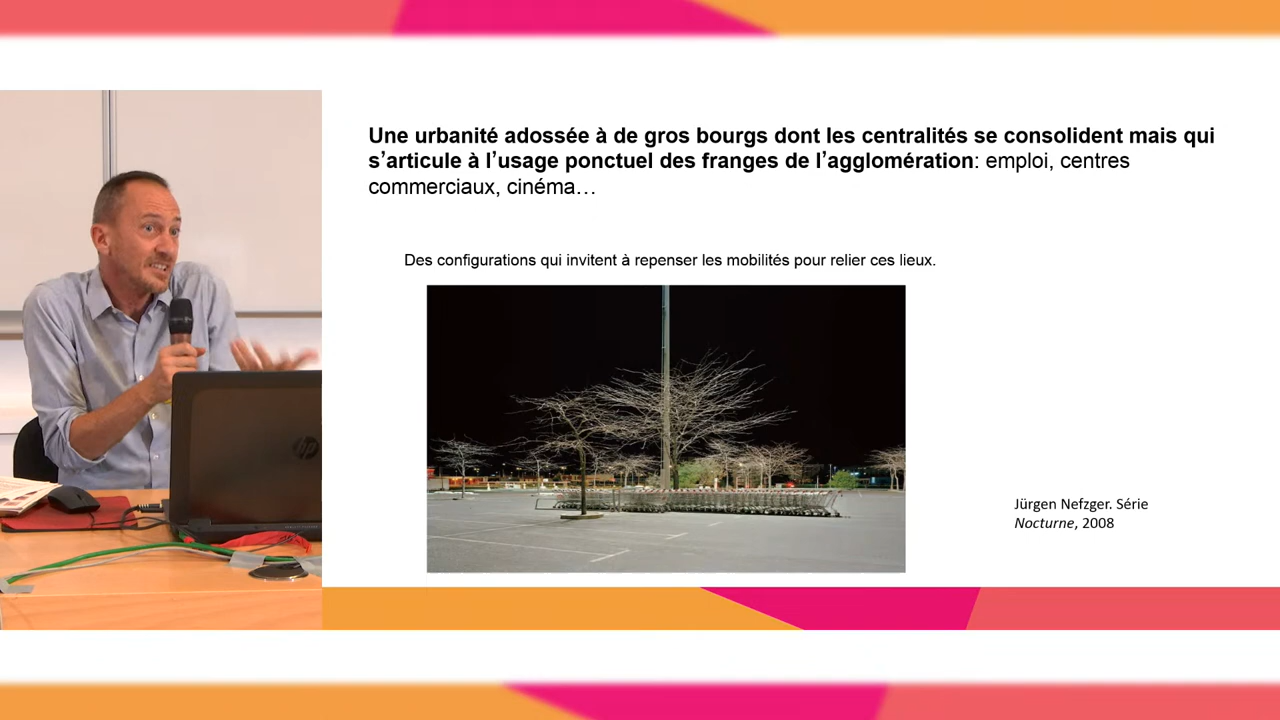 Une urbanité adossée à de gros bourgs dont les centralités se consolident mais qui
s’articule à l’usage ponctuel des franges de l’agglomération: emploi, centres
commerciaux, cinéma…
Des configurations qui invitent à repenser les mobilités pour relier ces lieux.
hp
Jürgen Nefzger. Série
Nocturne, 2008